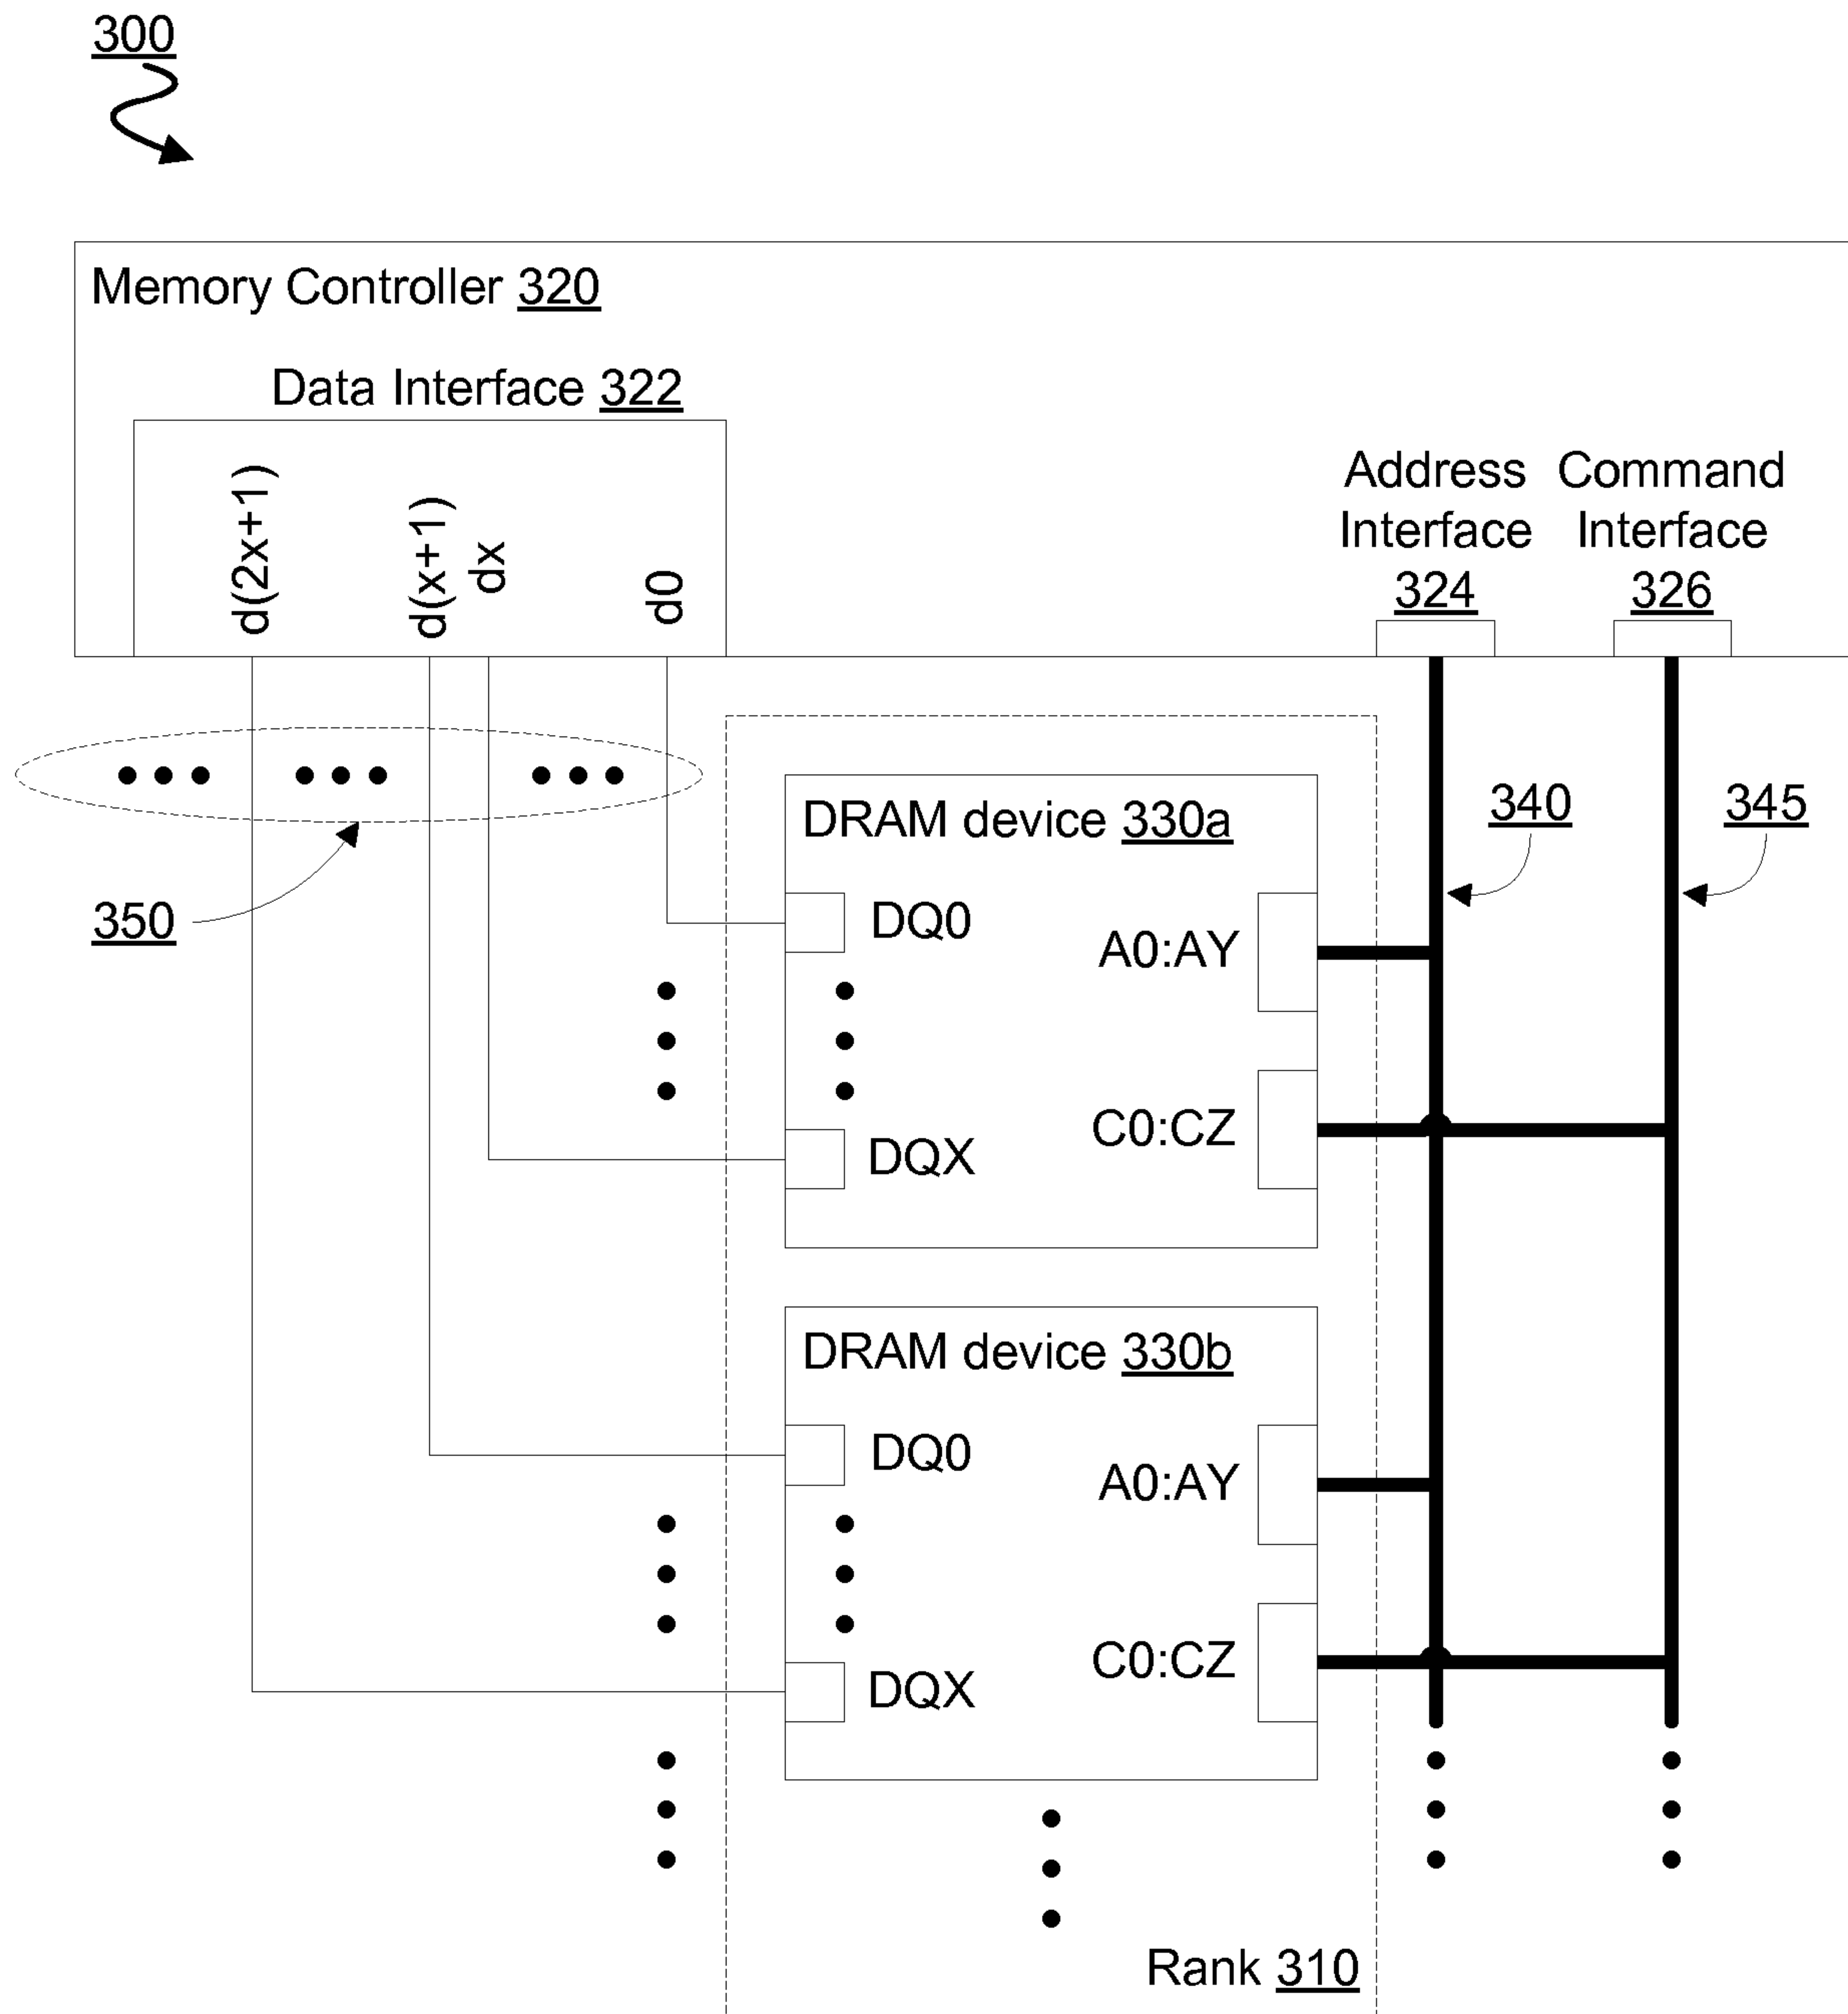 300
Memory Controller 320
Data Interface 322
d(2x+1)
d(x+1)
dx
d0
Address
Interface
324
Command
Interface
326
350
340
345
DRAM device 330a
DQ0
A0:AY
C0:CZ
DQX
DRAM device 330b
DQ0
A0:AY
C0:CZ
DQX
Rank 310